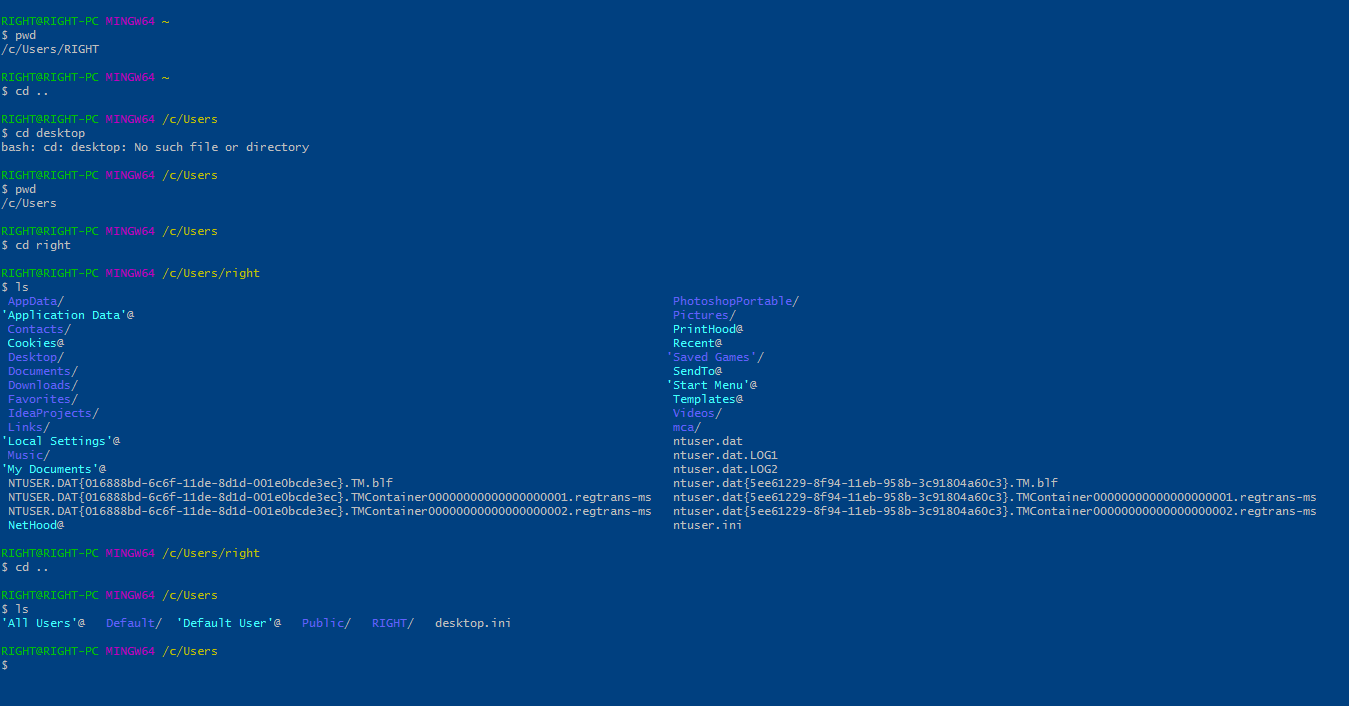 RIGHT@RIGHT-PC MINGW64 ~
$ pwd
/c/Users/RIGHT
RIGHT@RIGHT-PC MINGW64 ~
$ cd ..
RIGHT@RIGHT-PC MINGW64 /c/Users
$ cd desktop
bash: cd: desktop: No such file or directory
RIGHT@RIGHT-PC MINGW64 /c/Users
$ pwd
/c/Users
RIGHT@RIGHT-PC MINGW64 /c/Users
$ cd right
RIGHT@RIGHT-PC MINGW64 /c/Users/right
$ ls
AppData/ PhotoshopPortable/
'Application Data'@ Pictures/
Contacts/ PrintHood@
Cookies@ Recent@
Desktop/ 'Saved Games'/
Documents/ SendTo@
Downloads/ 'Start Menu'@
Favorites/ Templates@
IdeaProjects/ Videos/
Links/ mca/
'Local Settings'@ ntuser.dat
Music/ ntuser.dat.LOG1
'My Documents'@ ntuser.dat.LOG2
NTUSER.DAT{016888bd-6c6f-11de-8d1d-001e0bcde3ec}.TM.blf ntuser.dat{5ee61229-8f94-11eb-958b-3c91804a60c3}.TM.blf
NTUSER.DAT{016888bd-6c6f-11de-8d1d-001e0bcde3ec}.TMContainer00000000000000000001.regtrans-ms ntuser.dat{5ee61229-8f94-11eb-958b-3c91804a60c3}.TMContainer00000000000000000001.regtrans-ms
NTUSER.DAT{016888bd-6c6f-11de-8d1d-001e0bcde3ec}.TMContainer00000000000000000002.regtrans-ms ntuser.dat{5ee61229-8f94-11eb-958b-3c91804a60c3}.TMContainer00000000000000000002.regtrans-ms
NetHood@ ntuser.ini
RIGHT@RIGHT-PC MINGW64 /c/Users/right
$ cd ..
RIGHT@RIGHT-PC MINGW64 /c/Users
$ ls
'All Users'@ Default/ 'Default User'@ Public/ RIGHT/ desktop.ini
RIGHT@RIGHT-PC MINGW64 /c/Users
$